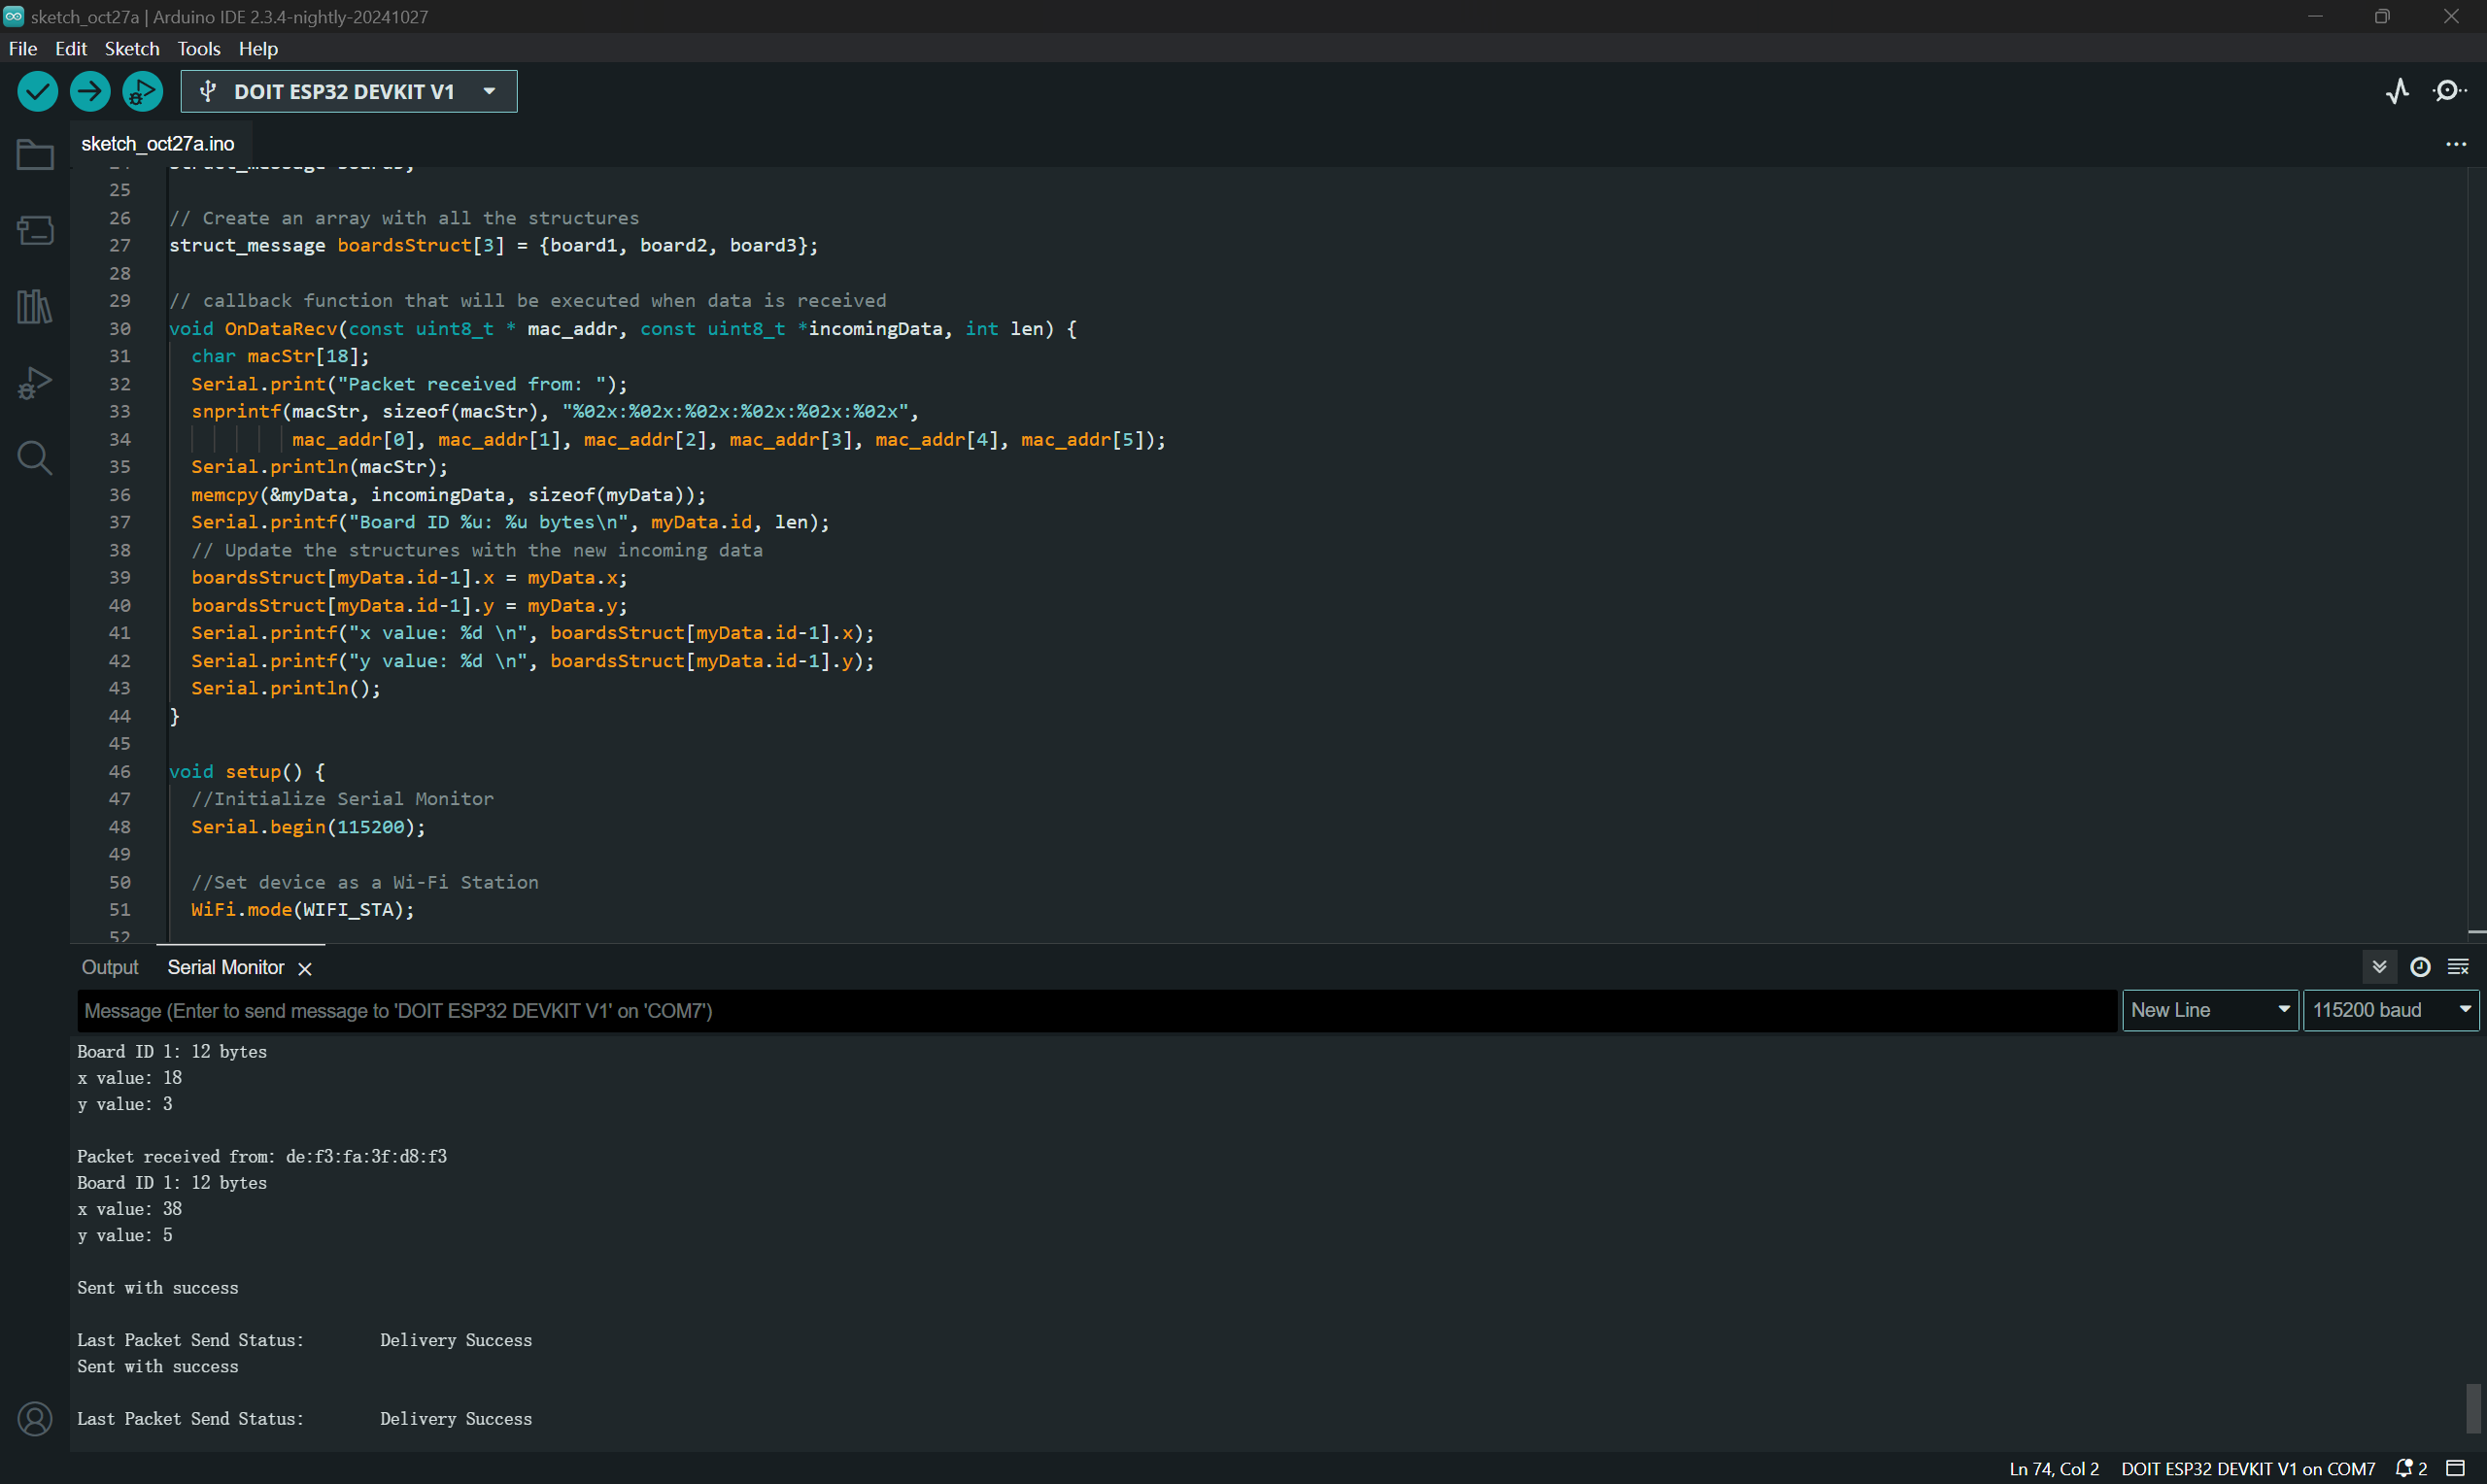 sketch_oct27a | Arduino IDE 2.3.4-nightly-20241027
File Edit Sketch Tools Help
DOIT ESP32 DEVKIT V1
sketch_oct27a.ino
25
26 // Create an array with all the structures
27 struct_message boardsStruct[3] = {board1, board2, board3};
28
29 // callback function that will be executed when data is received
30 void OnDataRecv(const uint8_t * mac_addr, const uint8_t *incomingData, int len) {
31 char macStr[18];
32 Serial.print("Packet received from: ");
33 snprintf(macStr, sizeof(macStr), "%02x:%02x:%02x:%02x:%02x:%02x",
34 mac_addr[0], mac_addr[1], mac_addr[2], mac_addr[3], mac_addr[4], mac_addr[5]);
35 Serial.println(macStr);
36 memcpy(&myData, incomingData, sizeof(myData));
37 Serial.printf("Board ID %u: %u bytes\n", myData.id, len);
38 // Update the structures with the new incoming data
39 boardsStruct[myData.id-1].x = myData.x;
40 boardsStruct[myData.id-1].y = myData.y;
41 Serial.printf("x value: %d \n", boardsStruct[myData.id-1].x);
42 Serial.printf("y value: %d \n", boardsStruct[myData.id-1].y);
43 Serial.println();
44 }
45
46 void setup() {
47 //Initialize Serial Monitor
48 Serial.begin(115200);
49
50 //Set device as a Wi-Fi Station
51 WiFi.mode(WIFI_STA);
52
Output Serial Monitor
Message (Enter to send message to 'DOIT ESP32 DEVKIT V1' on 'COM7') New Line 115200 baud
Board ID 1: 12 bytes
x value: 18
y value: 3
Packet received from: de:f3:fa:3f:d8:f3
Board ID 1: 12 bytes
x value: 38
y value: 5
Sent with success
Last Packet Send Status: Delivery Success
Sent with success
Last Packet Send Status: Delivery Success
Ln 74, Col 2 DOIT ESP32 DEVKIT V1 on COM7 2